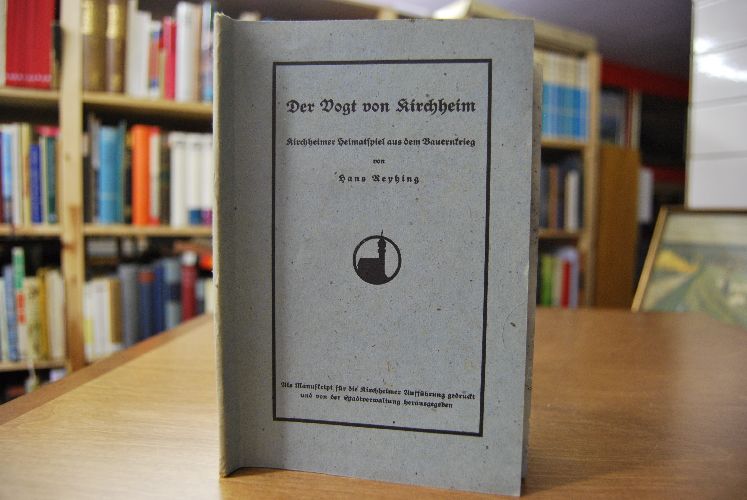 Der Vogt von Kirchheim
Kirchheimer Heimatspiel aus dem Bauernkrieg
von
Hans Reyhing
Als Manuskript für die Kirchheimer Aufführung gedruckt
und von der Stadtverwaltung herausgegeben